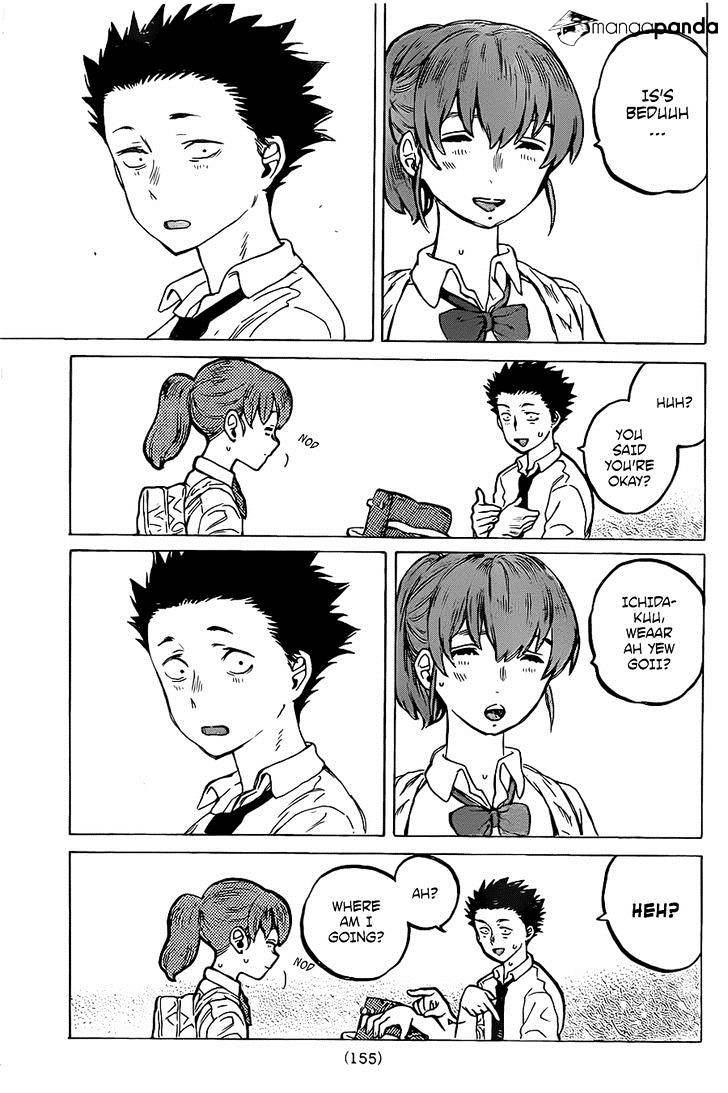 mangapanda
IS'S
BEDUUH
...
HUH?
YOU
SAID
YOU'RE
OKAY?
NOD
ICHIDA-
KUU,
WEAAR
AH YEW
GOII?
HEH?
AH?
WHERE
AM I
GOING?
NOD
(155)